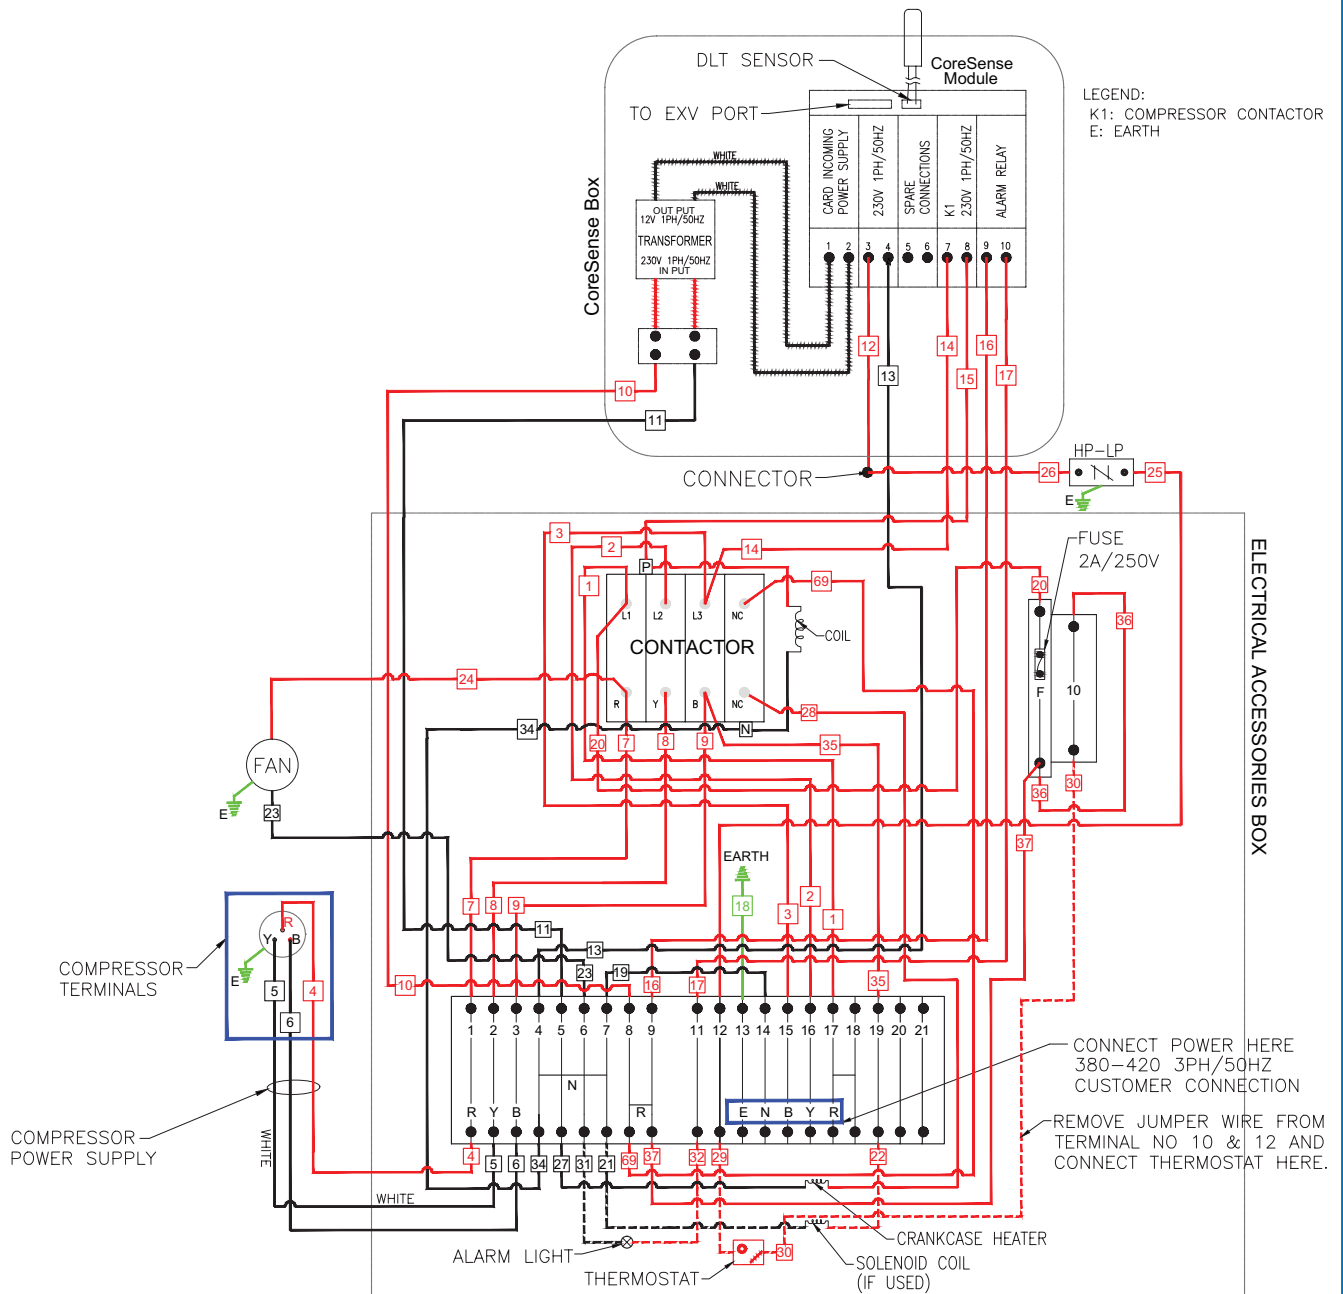 DLT SENSOR
CoreSense
Module
LEGEND:
K1: COMPRESSOR CONTACTOR
E: EARTH
TO EXV PORT
CARD INCOMING
POWER SUPPLY
230V 1PH/50HZ
SPARE
CONNECTIONS
K1
230V 1PH/50HZ
ALARM RELAY
1 2 3 4 5 6 7 8 9 10
WHITE
WHITE
CoreSense Box
OUT PUT
12V 1PH/50HZ
TRANSFORMER
230V 1PH/50HZ
IN PUT
12 13 14 15 16 17
10
11
CONNECTOR
HP-LP
26 25
E
3
2
14
1
P
69
FUSE
2A/250V
20
36
ELECTRICAL ACCESSORIES BOX
L1 L2 L3 NC
CONTACTOR
COIL
F 10
24
R Y B NC
28
34
N
20 7 8 9 35
FAN
E
23
36 30
37
EARTH
7 8 9
18
3 2 1
11
13
23 19
10
16 17 35
COMPRESSOR
TERMINALS
R
Y B
E
5 4
6
1 2 3 4 5 6 7 8 9 11 12 13 14 15 16 17 18 19 20 21
N
R Y B R E N B Y R
CONNECT POWER HERE
380-420 3PH/50HZ
CUSTOMER CONNECTION
REMOVE JUMPER WIRE FROM
TERMINAL NO 10 & 12 AND
CONNECT THERMOSTAT HERE.
COMPRESSOR
POWER SUPPLY
WHITE
4 5 6 34 27 31 21 69 37 32 29 22
WHITE
CRANKCASE HEATER
ALARM LIGHT
30
SOLENOID COIL
(IF USED)
THERMOSTAT